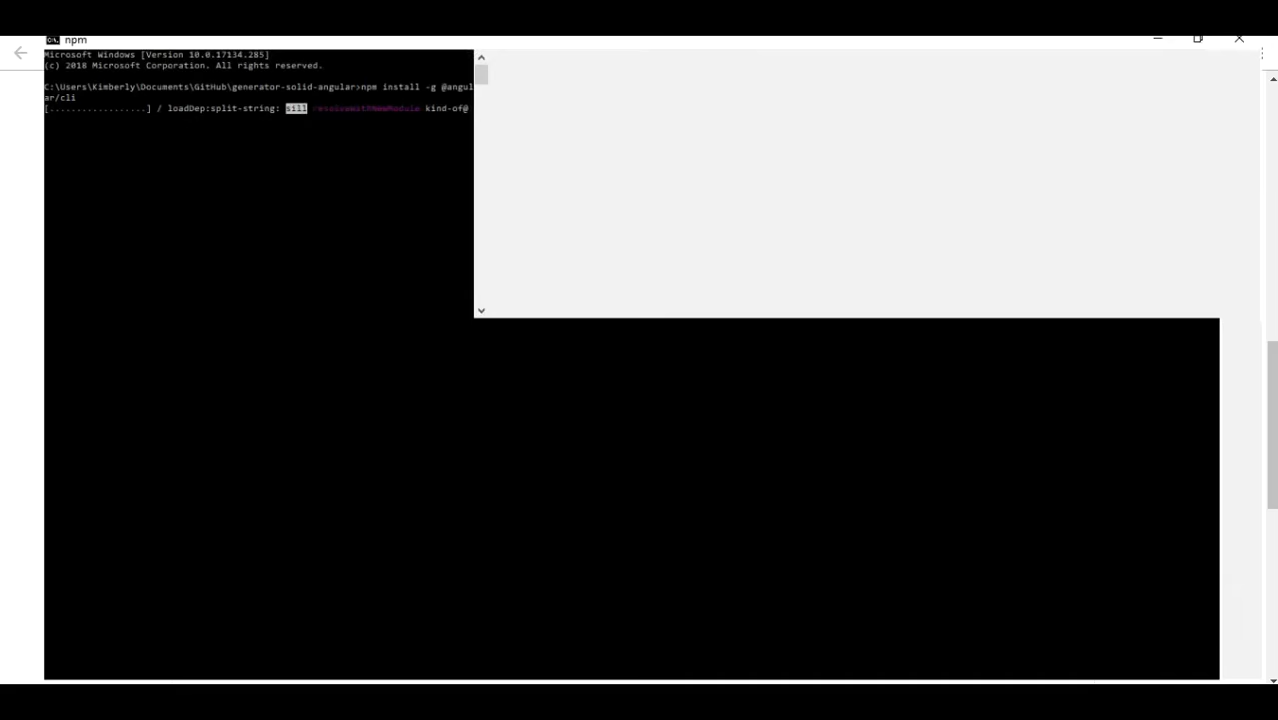 npm
Microsoft Windows [Version 10.0.17134.285]
(c) 2018 Microsoft Corporation. All rights reserved.
C:\Users\Kimberly\Documents\GitHub\generator-solid-angular>npm install -g @angul
ar/cli
[.................] / loadDep:split-string: sill resolveWithNewModule kind-of@